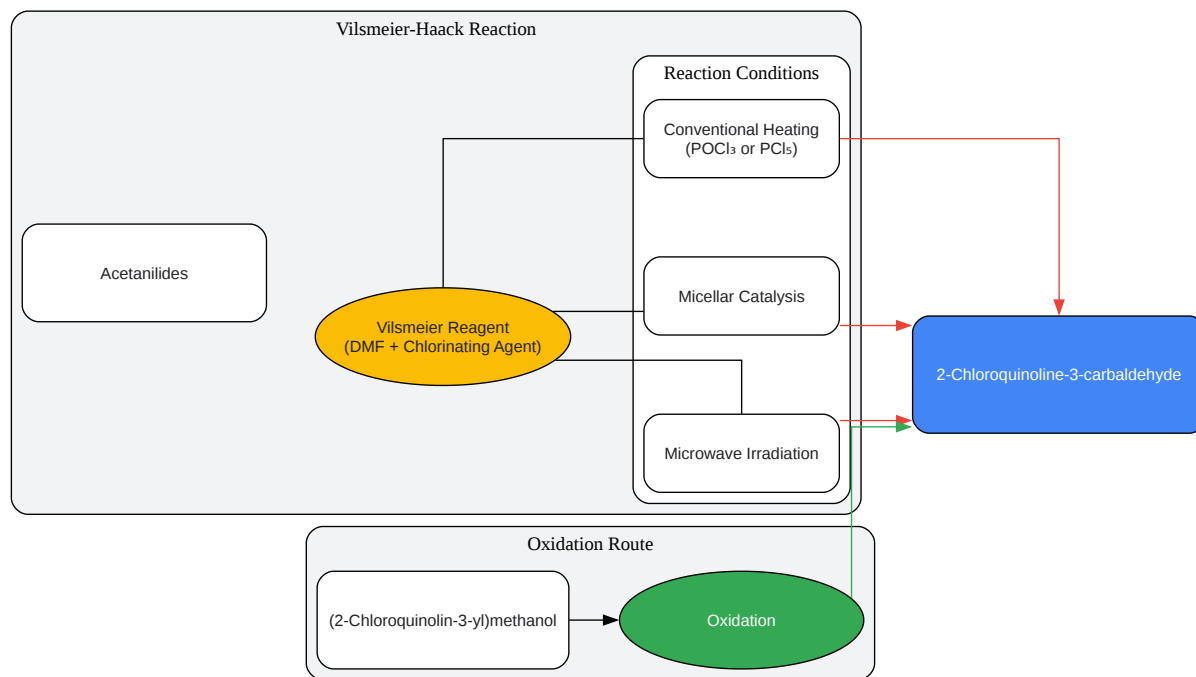 Vilsmeier-Haack Reaction
Reaction Conditions
Conventional Heating
(POCl₃ or PCl₅)
Acetanilides
Micellar Catalysis
Vilsmeier Reagent
(DMF + Chlorinating Agent)
2-Chloroquinoline-3-carbaldehyde
Microwave Irradiation
Oxidation Route
(2-Chloroquinolin-3-yl)methanol
Oxidation